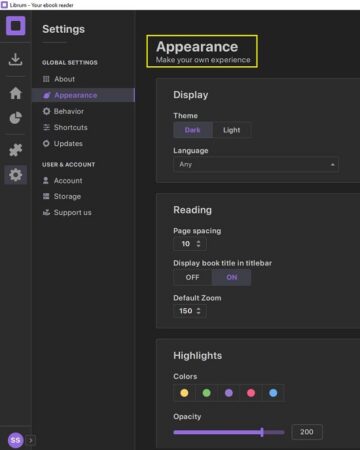 Librum - Your ebook reader
Settings
GLOBAL SETTINGS
About
Appearance
Behavior
Shortcuts
Updates
USER & ACCOUNT
Account
Storage
Support us
SS
Appearance
Make your own experience
Display
Theme
Dark Light
Language
Any
Reading
Page spacing
10
Display book title in titlebar
OFF ON
Default Zoom
150
Highlights
Colors
Opacity
200